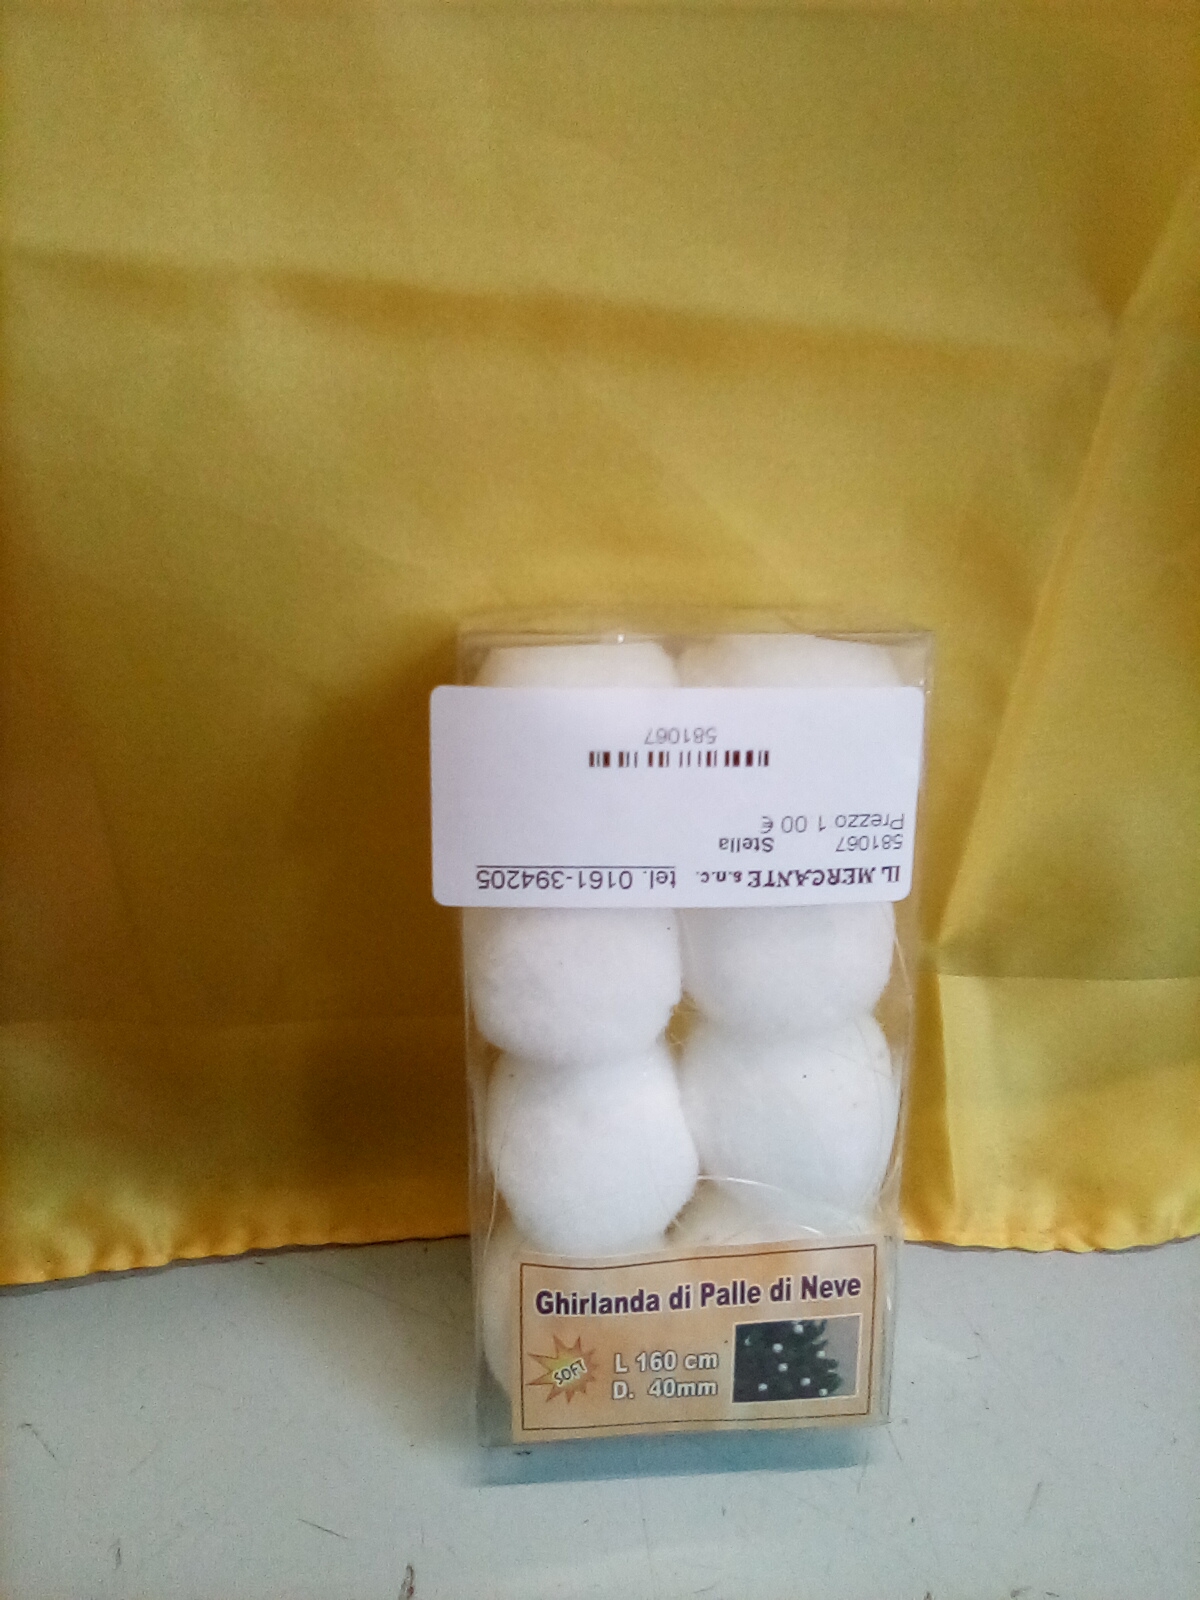 IL MERCANTE s.n.c. tel. 0161-394205
581067 Stella
Prezzo 1 00 €
581067
Ghirlanda di Palle di Neve
SOFT
L 160 cm
D. 40mm